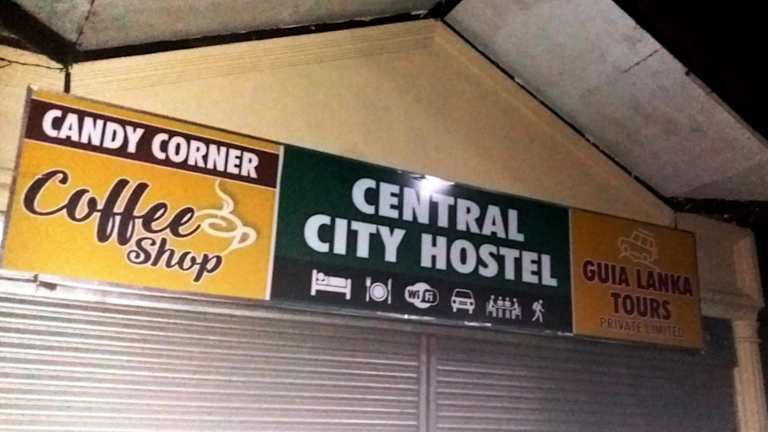 CANDY CORNER
Coffee
Shop
CENTRAL
CITY HOSTEL
WiFi
GUIA LANKA
TOURS
PRIVATE LIMITED